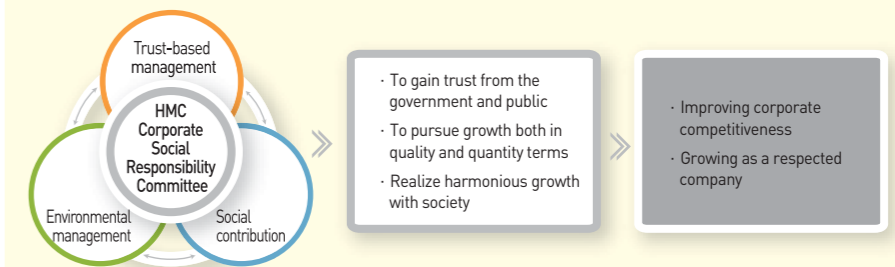 Trust-based
management
HMC
Corporate
Social
Responsibility
Committee
Environmental
management
Social
contribution
· To gain trust from the
government and public
· To pursue growth both in
quality and quantity terms
· Realize harmonious growth
with society
· Improving corporate
competitiveness
· Growing as a respected
company